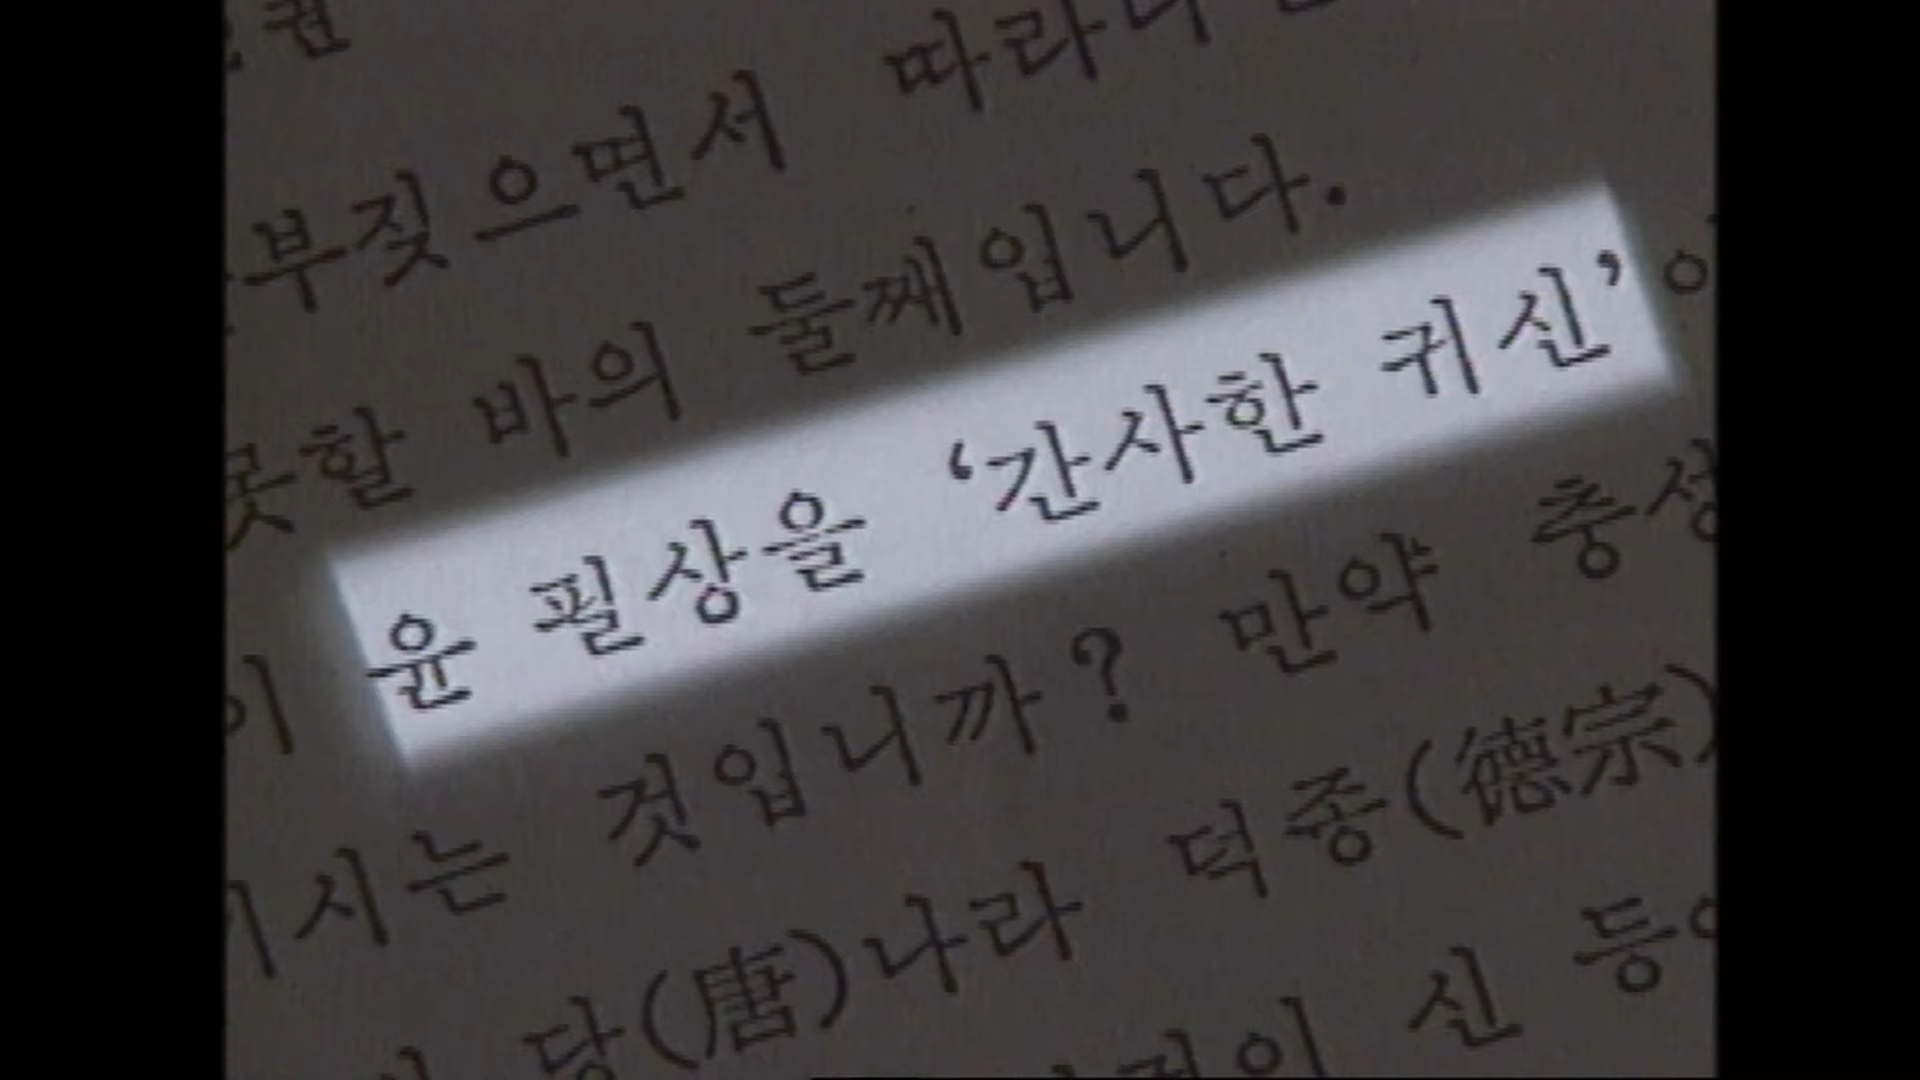 부짖으면서 따라
못할 바의 둘째입니다.
윤 필상을 ‘간사한 귀신’
시는 것입니까? 만약 충성
당(唐)나라 덕종(德宗)
신 등